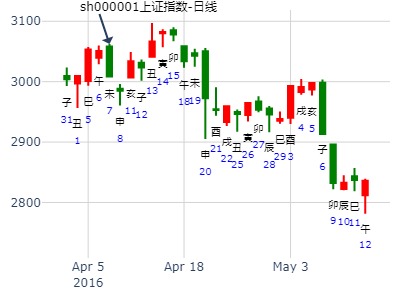 sh000001上证指数-日线
3100
3000
2900
2800
子
31
丑
1
巳
5
午
6
未
7
申
8
亥
11
子
12
丑
13
寅
14
卯
15
午
18
未
19
申
20
酉
21
戌
22
丑
25
寅
26
卯
27
辰
28
巳
29
酉
3
戌
4
亥
5
子
6
卯
9
辰
10
巳
11
午
12
Apr 5
2016
Apr 18
May 3